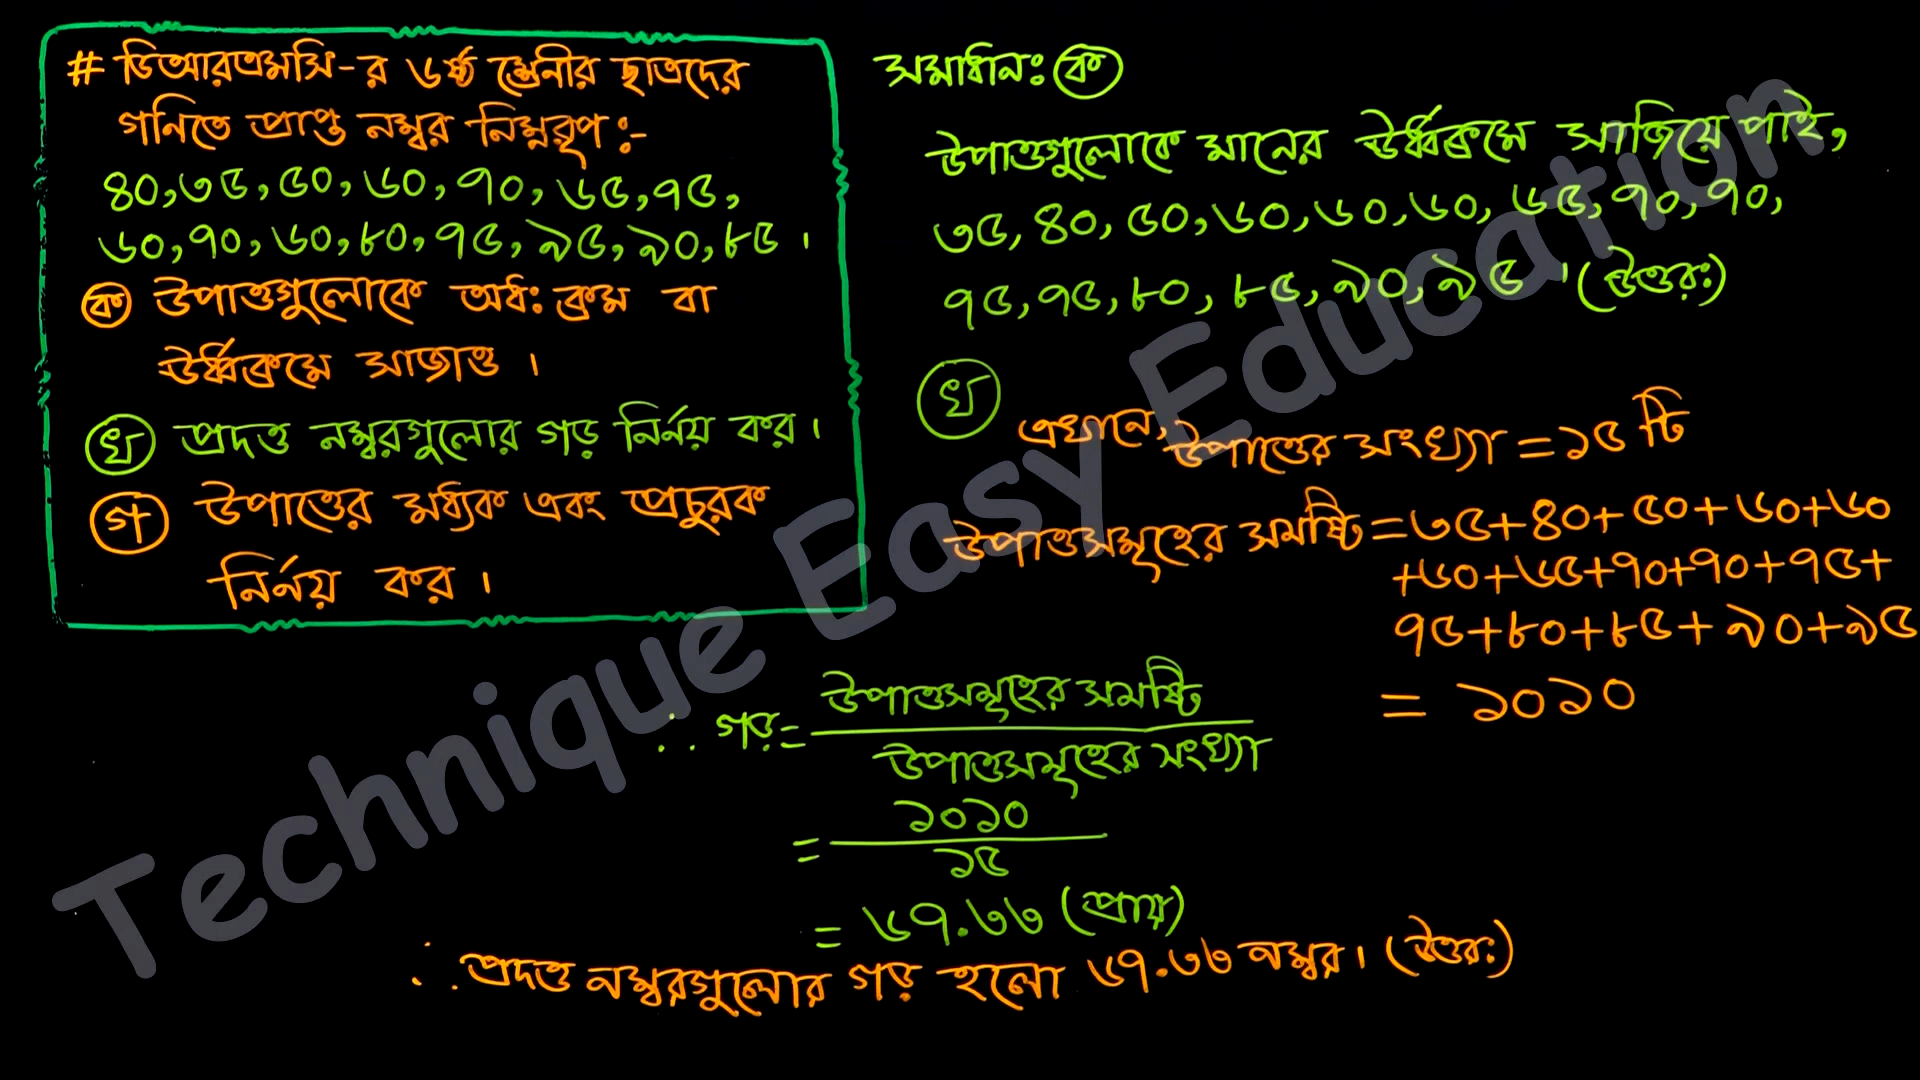 # ডিআরএমসি-র ৬ষ্ঠ শ্রেনীর ছাত্রদের
গনিতে প্রাপ্ত নম্বর নিম্নরূপ:-
৪০,৩৫,৫০,৬০,৭০,৬৫,৭৫,
৬০,৭০,৬০,৮০,৭৫,৯৫,৯০,৮৫ ।
ক উপাত্তগুলোকে অধ: ক্রম বা
ঊর্ধ্বক্রমে সাজাও ।
খ প্রদত্ত নম্বরগুলোর গড় নির্নয় কর ।
গ উপাত্তের মধ্যক এবং প্রচুরক
নির্নয় কর ।
সমাধান: ক
উপাত্তগুলোকে মানের ঊর্ধ্বক্রমে সাজিয়ে পাই,
৩৫, ৪০, ৫০, ৬০, ৬০, ৬০, ৬৫, ৭০, ৭০,
৭৫, ৭৫, ৮০, ৮৫, ৯০, ৯৫ । (উত্তর:)
খ
এখানে, উপাত্তের সংখ্যা = ১৫ টি
উপাত্তসমূহের সমষ্টি = ৩৫+৪০+৫০+৬০+৬০
+৬০+৬৫+৭০+৭০+৭৫+
৭৫+৮০+৮৫+৯০+৯৫
= ১০১০
∴ গড় = উপাত্তসমূহের সমষ্টি
উপাত্তসমূহের সংখ্যা
= ১০১০
১৫
= ৬৭.৩৩ (প্রায়)
∴ প্রদত্ত নম্বরগুলোর গড় হলো ৬৭.৩৩ নম্বর। (উত্তর:)
Technique Easy Education